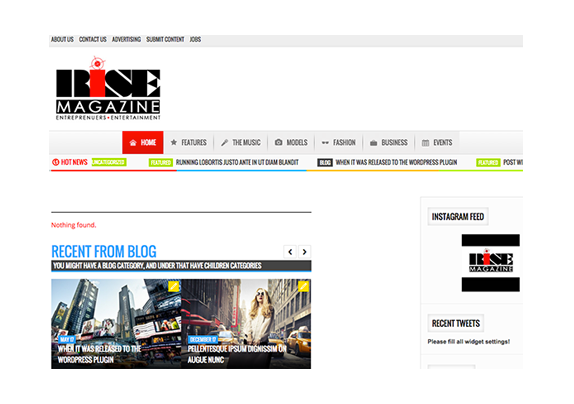 ABOUT US CONTACT US ADVERTISING SUBMIT CONTENT JOBS
RISE
MAGAZINE
ENTREPRENUERS + ENTERTAINMENT
HOME FEATURES THE MUSIC MODELS FASHION BUSINESS EVENTS
HOT NEWS UNCATEGORIZED FEATURED RUNNING LOBORTIS JUSTO ANTE IN UT DIAM BLANDIT BLOG WHEN IT WAS RELEASED TO THE WORDPRESS PLUGIN FEATURED POST WI
Nothing found.
RECENT FROM BLOG
YOU MIGHT HAVE A BLOG CATEGORY, AND UNDER THAT HAVE CHILDREN CATEGORIES
MAY 17
WHEN IT WAS RELEASED TO THE
WORDPRESS PLUGIN
DECEMBER 17
PELLENTESQUE IPSUM DIGNISSIM ON
AUGUE NUNC
INSTAGRAM FEED
RISE
MAGAZINE
RECENT TWEETS
Please fill all widget settings!